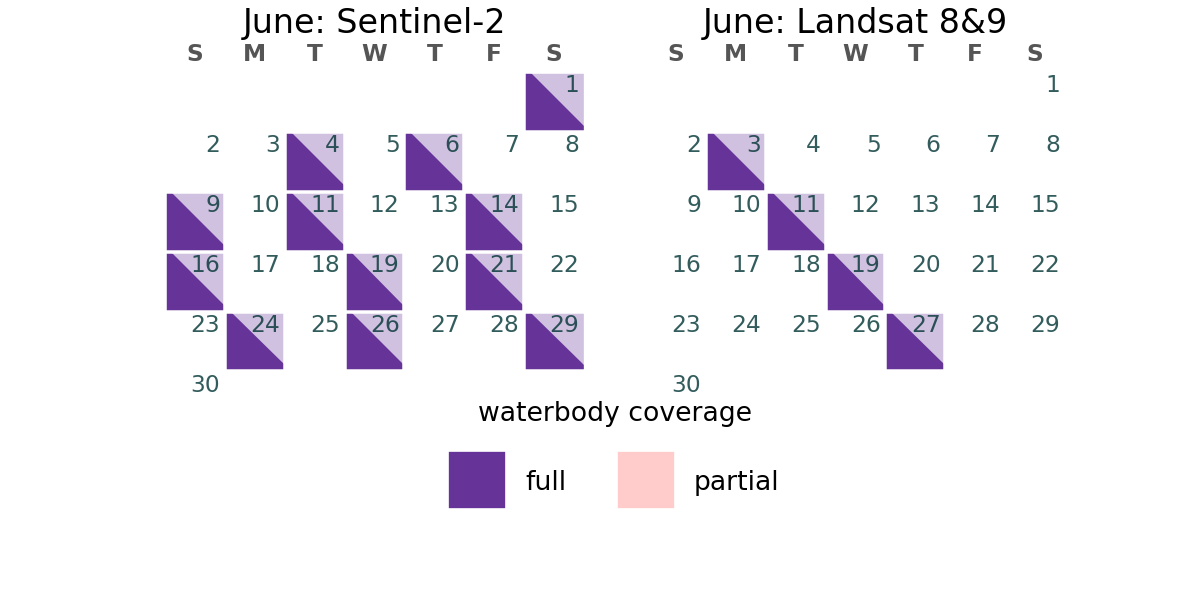 June: Sentinel-2
S M T W T F S
1
2 3 4 5 6 7 8
9 10 11 12 13 14 15
16 17 18 19 20 21 22
23 24 25 26 27 28 29
30
June: Landsat 8&9
S M T W T F S
1
2 3 4 5 6 7 8
9 10 11 12 13 14 15
16 17 18 19 20 21 22
23 24 25 26 27 28 29
30
waterbody coverage
full partial